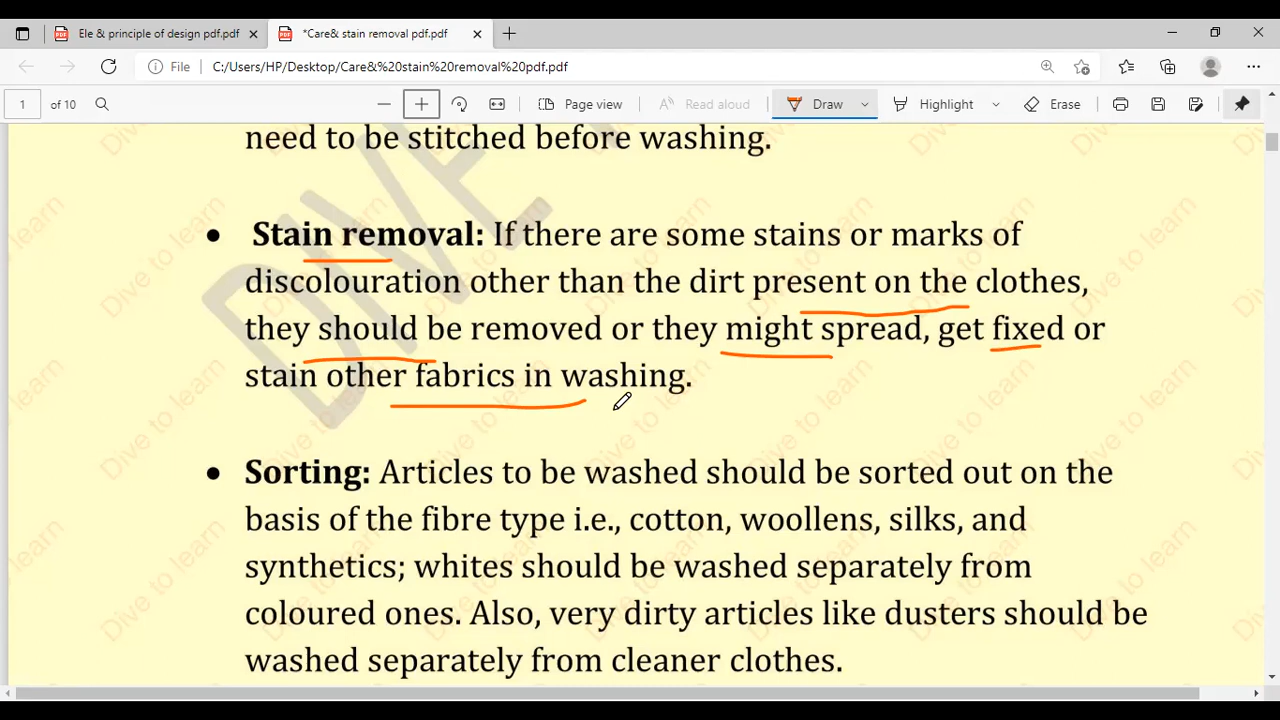 Ele & principle of design pdf.pdf
*Care& stain removal pdf.pdf
File
C:/Users/HP/Desktop/Care&%20stain%20removal%20pdf.pdf
1 of 10
Page view
Read aloud
Draw
Highlight
Erase
need to be stitched before washing.
• Stain removal: If there are some stains or marks of
discolouration other than the dirt present on the clothes,
they should be removed or they might spread, get fixed or
stain other fabrics in washing.
• Sorting: Articles to be washed should be sorted out on the
basis of the fibre type i.e., cotton, woollens, silks, and
synthetics; whites should be washed separately from
coloured ones. Also, very dirty articles like dusters should be
washed separately from cleaner clothes.
DIVE
Dive to learn